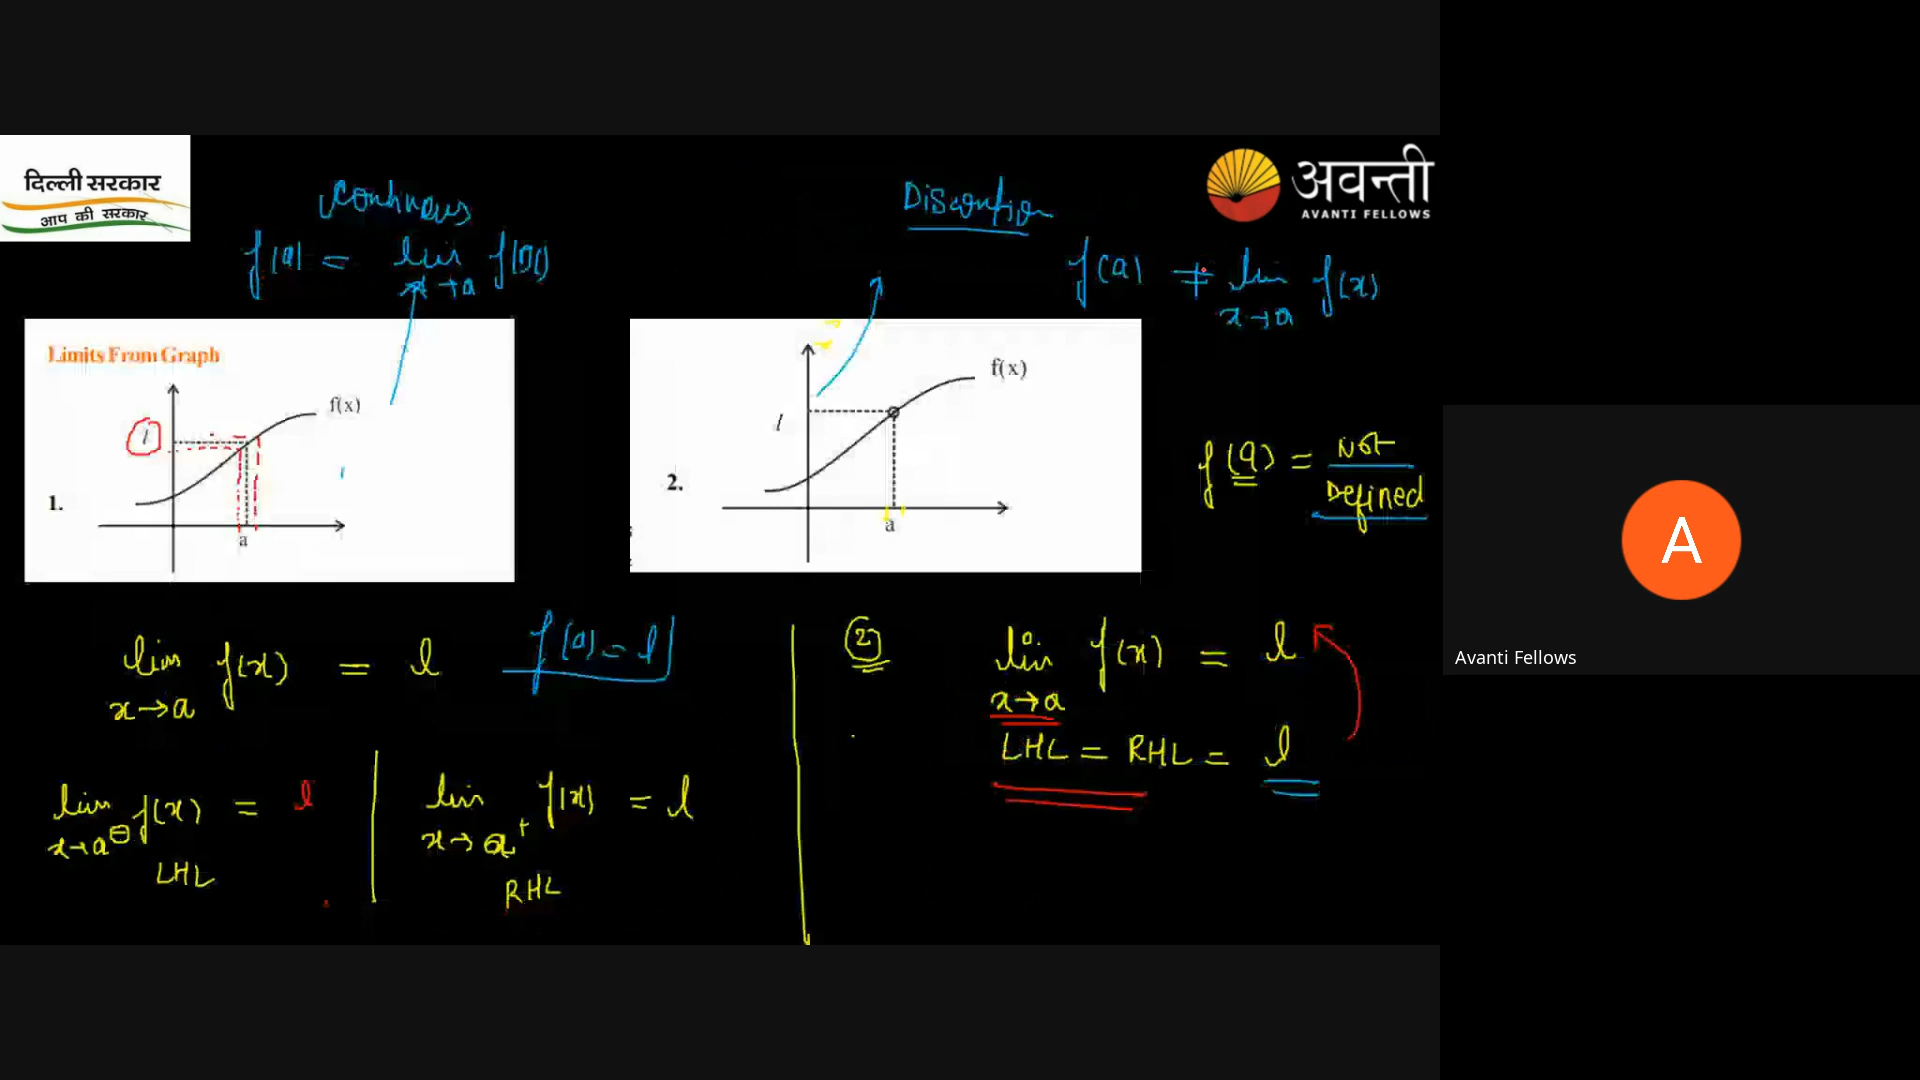 दिल्ली सरकार
आप की सरकार
अवन्ती
AVANTI FELLOWS
Continuous
f(a) = lim f(x)
x→a
Discontion
f(a) ≠ lim f(x)
x→a
Limits From Graph
f(x)
l
1.
a
f(x)
l
2.
a
f(a) = Not
Defined
lim f(x) = l
x→a
f(a) = l
lim f(x) = l
x→a⊖
LHL
lim f(x) = l
x→a⁺
RHL
②
lim f(x) = l
x→a
LHL = RHL = l
A
Avanti Fellows